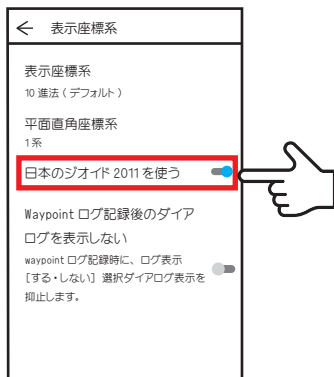 ← 表示座標系
表示座標系
10 進法 ( デフォルト )
平面直角座標系
1系
日本のジオイド 2011 を使う
Waypoint ログ記録後のダイア
ログを表示しない
waypoint ログ記録時に、ログ表示
［する・しない］選択ダイアログ表示を
抑止します。